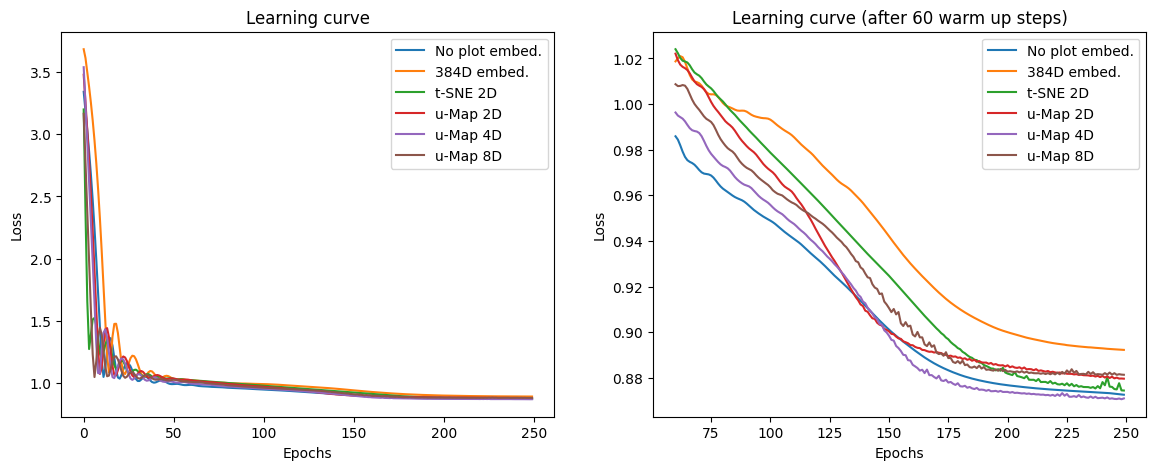 Learning curve
Loss
3.5
3.0
2.5
2.0
1.5
1.0
0
50
100
150
200
250
Epochs
No plot embed.
384D embed.
t-SNE 2D
u-Map 2D
u-Map 4D
u-Map 8D
Learning curve (after 60 warm up steps)
Loss
1.02
1.00
0.98
0.96
0.94
0.92
0.90
0.88
75
100
125
150
175
200
225
250
Epochs
No plot embed.
384D embed.
t-SNE 2D
u-Map 2D
u-Map 4D
u-Map 8D